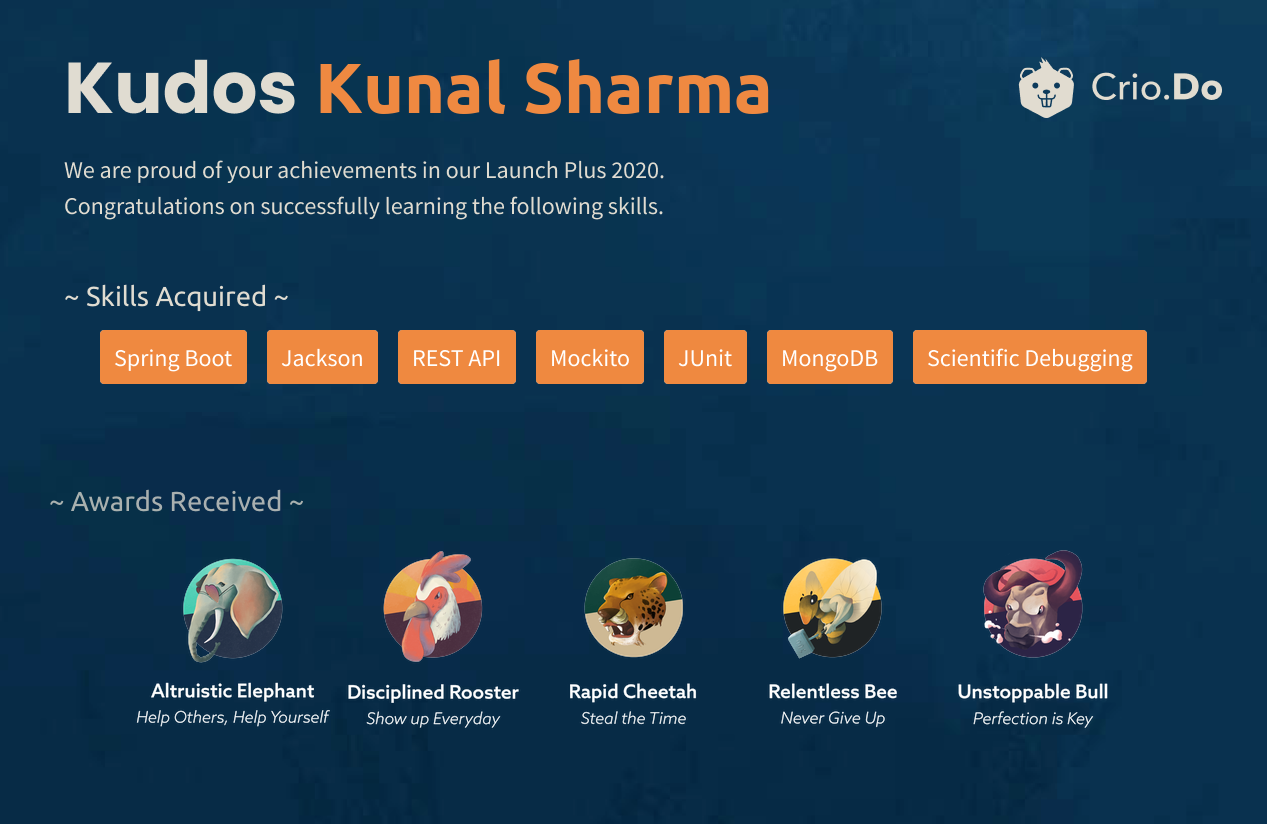 Kudos Kunal Sharma
Crio.Do
We are proud of your achievements in our Launch Plus 2020.
Congratulations on successfully learning the following skills.
~ Skills Acquired ~
Spring Boot Jackson REST API Mockito JUnit MongoDB Scientific Debugging
~ Awards Received ~
Altruistic Elephant Disciplined Rooster Rapid Cheetah Relentless Bee Unstoppable Bull
Help Others, Help Yourself Show up Everyday Steal the Time Never Give Up Perfection is Key